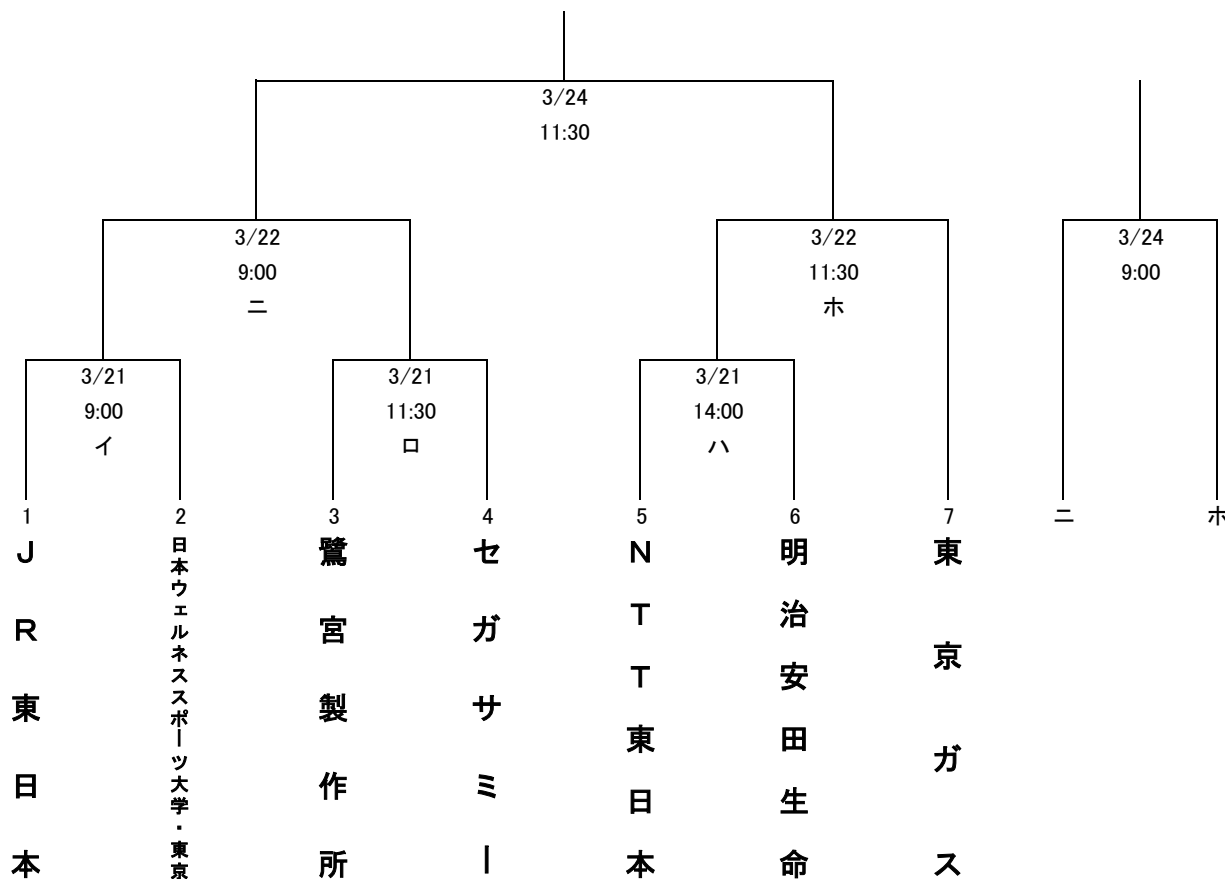 3/24
11:30
3/22
9:00
ニ
3/22
11:30
ホ
3/24
9:00
3/21
9:00
イ
3/21
11:30
ロ
3/21
14:00
ハ
1
2
3
4
5
6
7
ニ
ホ
JR東日本
日本ウェルネススポーツ大学・東京
鷺宮製作所
セガサミー
NTT東日本
明治安田生命
東京ガス